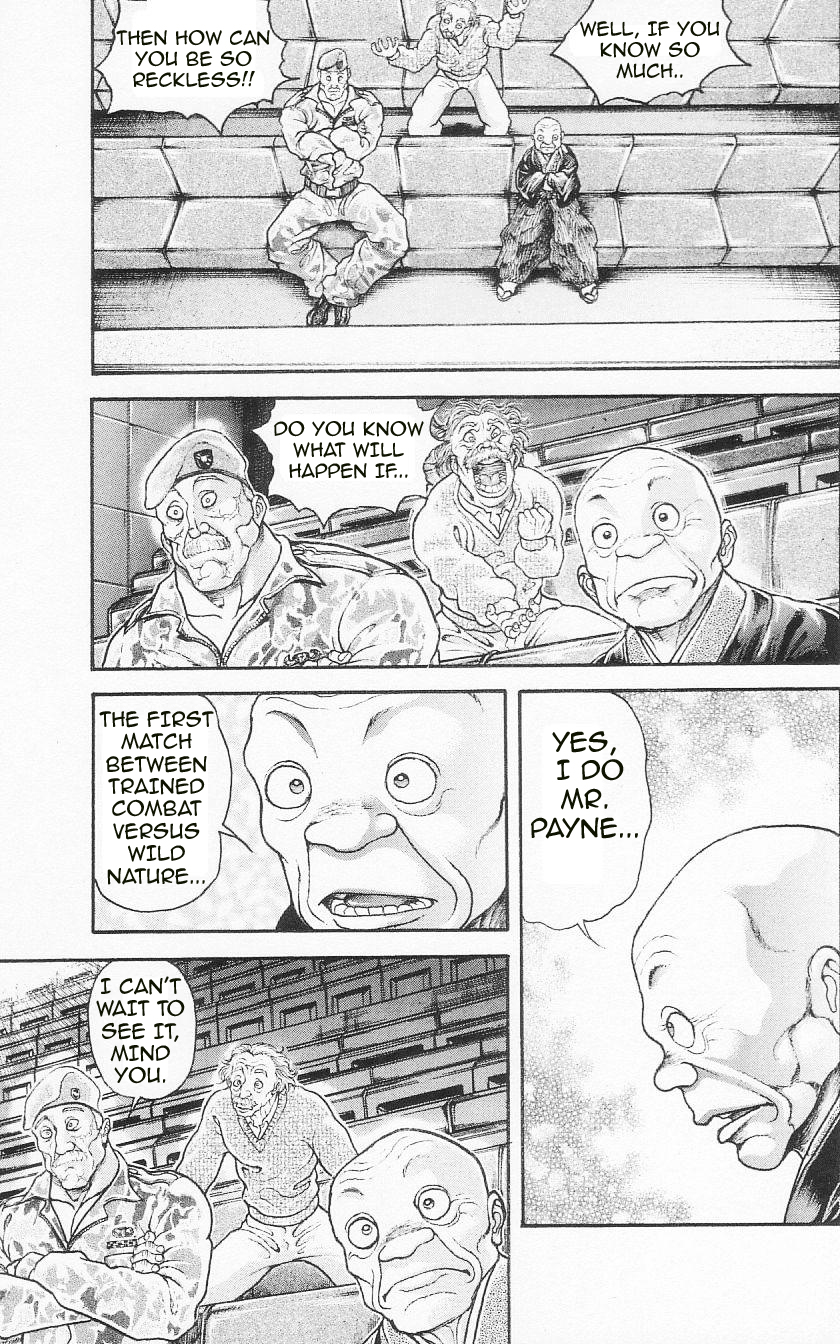 WELL, IF YOU
KNOW SO
MUCH..
THEN HOW CAN
YOU BE SO
RECKLESS!!
DO YOU KNOW
WHAT WILL
HAPPEN IF...
YES,
I DO
MR.
PAYNE...
THE FIRST
MATCH
BETWEEN
TRAINED
COMBAT
VERSUS
WILD
NATURE...
I CAN'T
WAIT TO
SEE IT,
MIND
YOU.